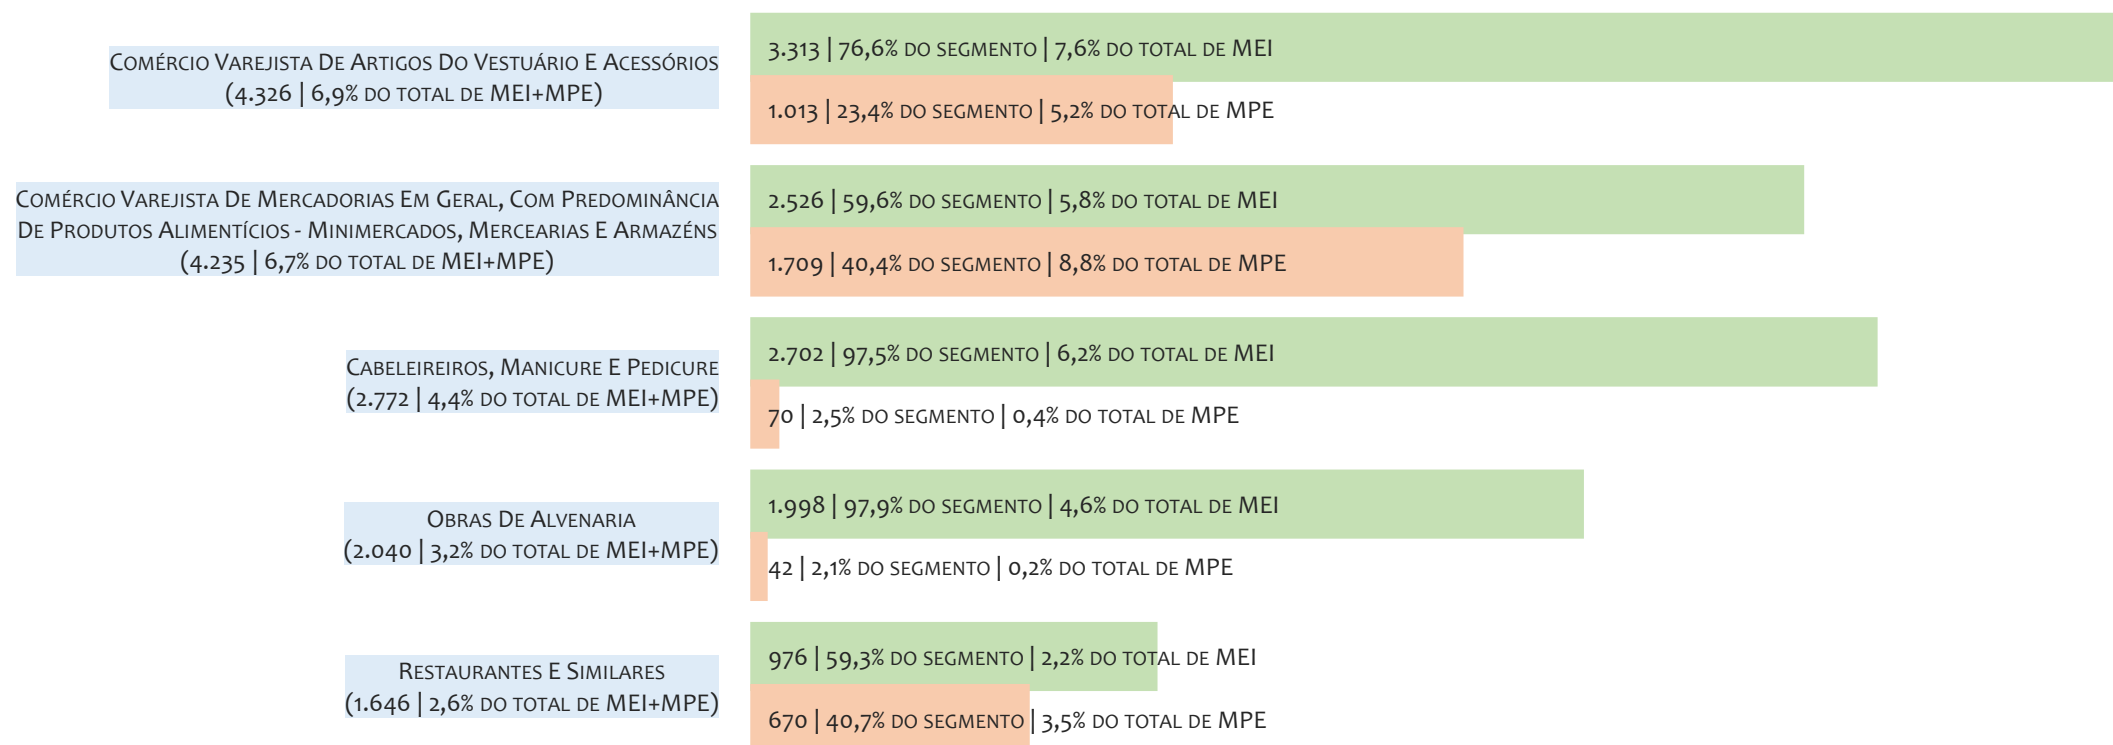 Comércio Varejista De Artigos Do Vestuário E Acessórios
(4.326 | 6,9% do total de MEI+MPE)
3.313 | 76,6% do segmento | 7,6% do total de MEI
1.013 | 23,4% do segmento | 5,2% do total de MPE
Comércio Varejista De Mercadorias Em Geral, Com Predominância
De Produtos Alimentícios - Minimercados, Mercearias E Armazéns
(4.235 | 6,7% do total de MEI+MPE)
2.526 | 59,6% do segmento | 5,8% do total de MEI
1.709 | 40,4% do segmento | 8,8% do total de MPE
Cabeleireiros, Manicure E Pedicure
(2.772 | 4,4% do total de MEI+MPE)
2.702 | 97,5% do segmento | 6,2% do total de MEI
70 | 2,5% do segmento | 0,4% do total de MPE
Obras De Alvenaria
(2.040 | 3,2% do total de MEI+MPE)
1.998 | 97,9% do segmento | 4,6% do total de MEI
42 | 2,1% do segmento | 0,2% do total de MPE
Restaurantes E Similares
(1.646 | 2,6% do total de MEI+MPE)
976 | 59,3% do segmento | 2,2% do total de MEI
670 | 40,7% do segmento | 3,5% do total de MPE